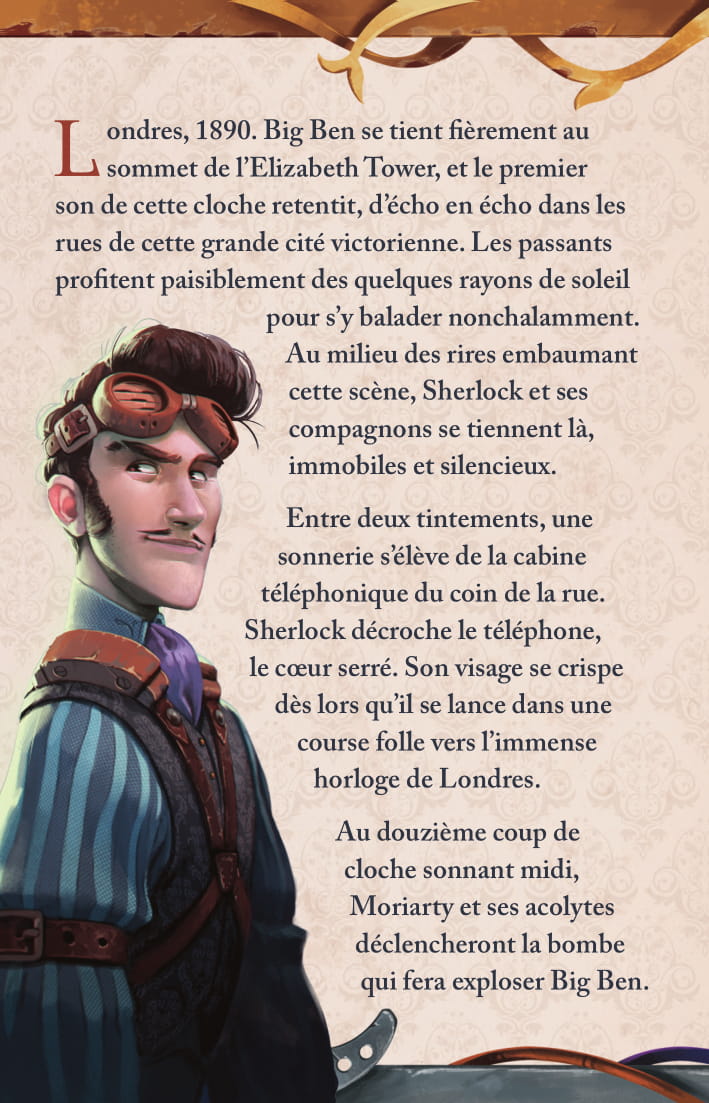 Londres, 1890. Big Ben se tient fièrement au
sommet de l’Elizabeth Tower, et le premier
son de cette cloche retentit, d’écho en écho dans les
rues de cette grande cité victorienne. Les passants
profitent paisiblement des quelques rayons de soleil
pour s’y balader nonchalamment.
Au milieu des rires embaumant
cette scène, Sherlock et ses
compagnons se tiennent là,
immobiles et silencieux.
Entre deux tintements, une
sonnerie s’élève de la cabine
téléphonique du coin de la rue.
Sherlock décroche le téléphone,
le cœur serré. Son visage se crispe
dès lors qu’il se lance dans une
course folle vers l’immense
horloge de Londres.
Au douzième coup de
cloche sonnant midi,
Moriarty et ses acolytes
déclencheront la bombe
qui fera exploser Big Ben.